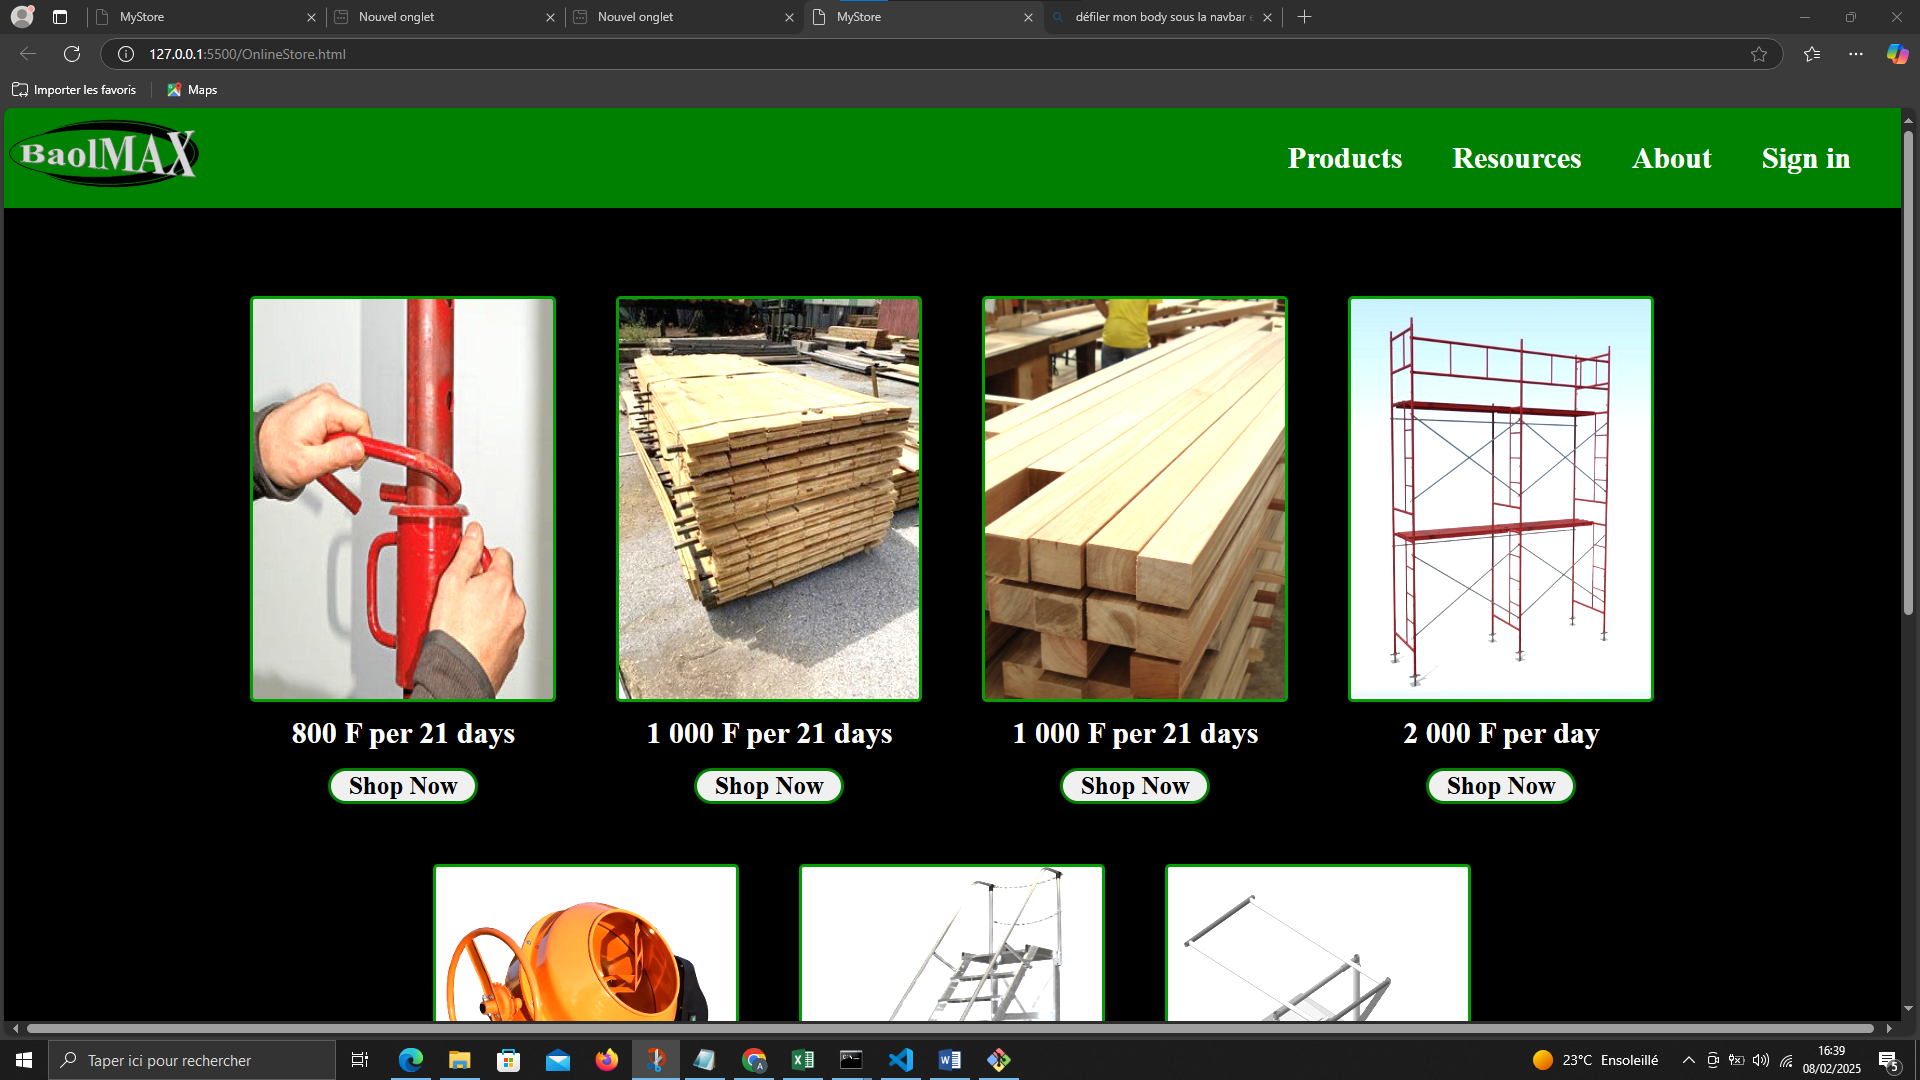 MyStore
Nouvel onglet
Nouvel onglet
MyStore
défiler mon body sous la navbar
127.0.0.1:5500/OnlineStore.html
Importer les favoris
Maps
BaolMAX
Products
Resources
About
Sign in
800 F per 21 days
1 000 F per 21 days
1 000 F per 21 days
2 000 F per day
Shop Now
Shop Now
Shop Now
Shop Now
Taper ici pour rechercher
23°C Ensoleillé
16:39
08/02/2025
5